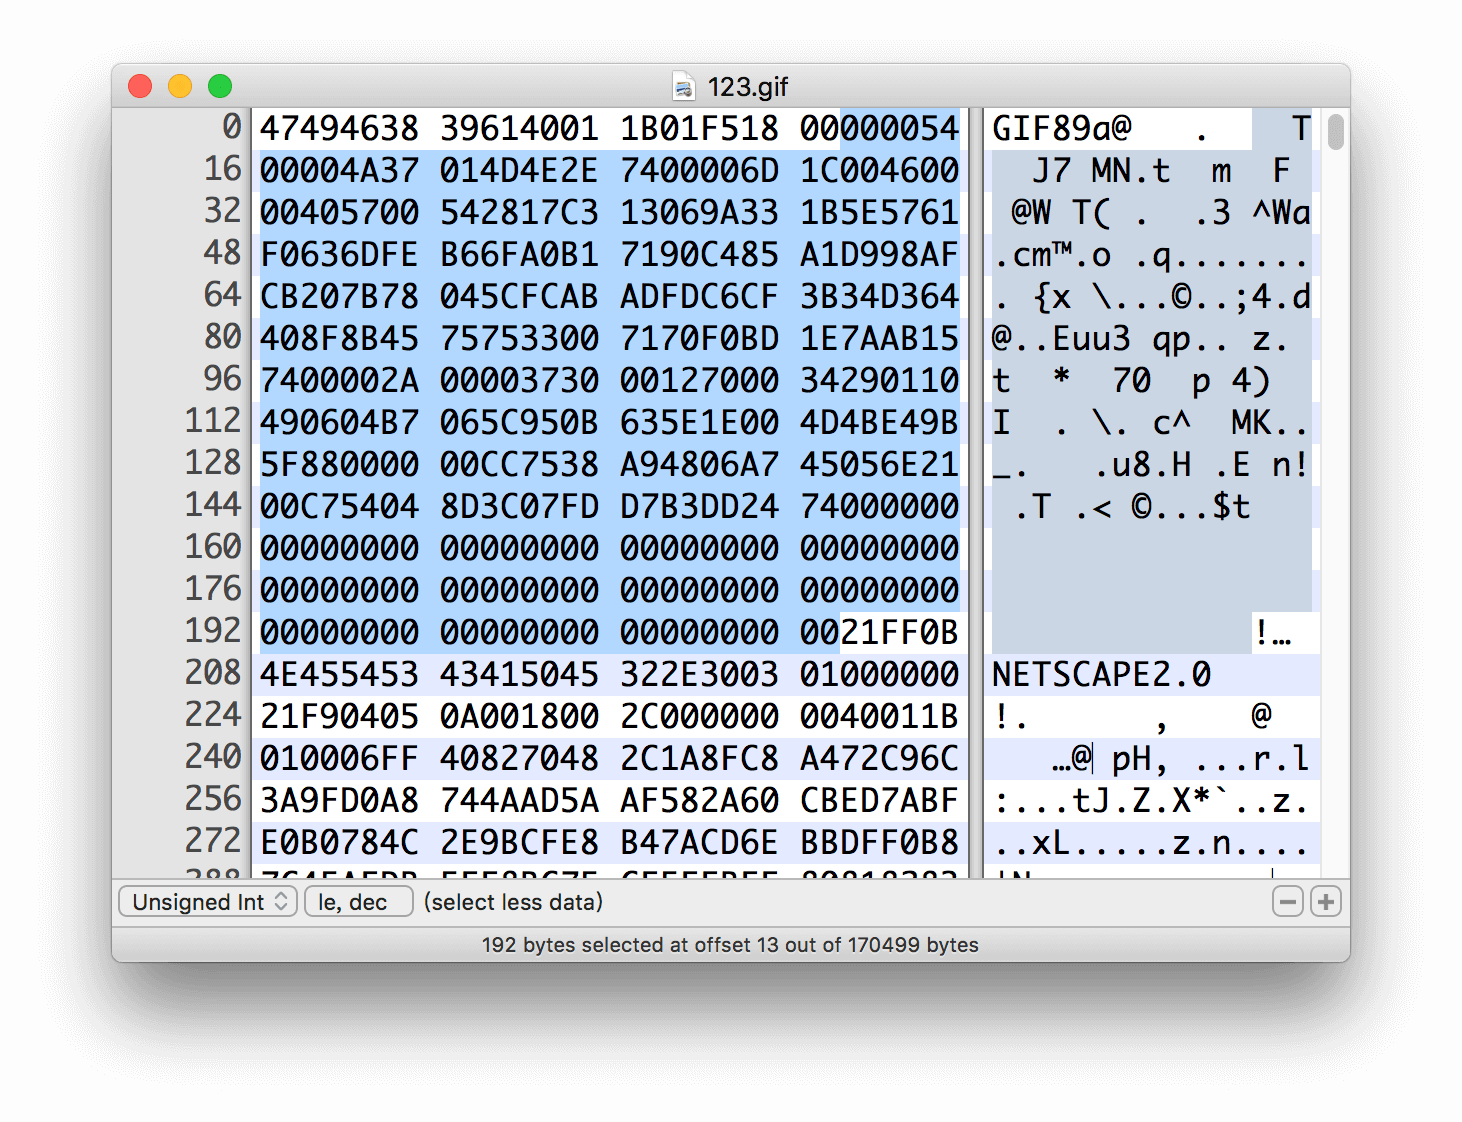 123.gif
0 47494638 39614001 1B01F518 00000054 GIF89a@ . T
16 00004A37 014D4E2E 7400006D 1C004600 J7 MN.t m F
32 00405700 542817C3 13069A33 1B5E5761 @W T( . .3 ^Wa
48 F0636DFE B66FA0B1 7190C485 A1D998AF .cm™.o .q.......
64 CB207B78 045CFCAB ADFDC6CF 3B34D364 . {x \...©..;4.d
80 408F8B45 75753300 7170F0BD 1E7AAB15 @..Euu3 qp.. z.
96 7400002A 00003730 00127000 34290110 t * 70 p 4)
112 490604B7 065C950B 635E1E00 4D4BE49B I . \. c^ MK..
128 5F880000 00CC7538 A94806A7 45056E21 _. .u8.H .E n!
144 00C75404 8D3C07FD D7B3DD24 74000000 .T .< ©...$t
160 00000000 00000000 00000000 00000000
176 00000000 00000000 00000000 00000000
192 00000000 00000000 00000000 0021FF0B !…
208 4E455453 43415045 322E3003 01000000 NETSCAPE2.0
224 21F90405 0A001800 2C000000 0040011B !. , @
240 010006FF 40827048 2C1A8FC8 A472C96C …@ pH, ...r.l
256 3A9FD0A8 744AAD5A AF582A60 CBED7ABF :...tJ.Z.X*`..z.
272 E0B0784C 2E9BCFE8 B47ACD6E BBDFF0B8 ..xL.....z.n....
Unsigned Int le, dec (select less data)
192 bytes selected at offset 13 out of 170499 bytes